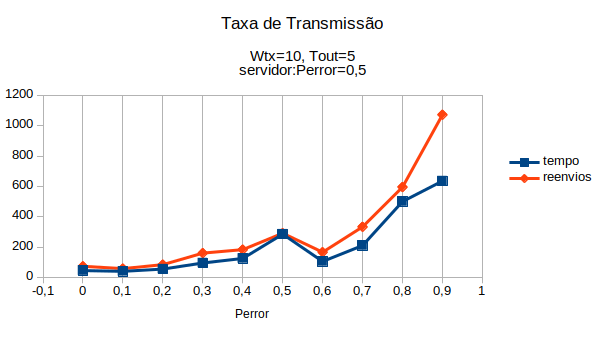 Taxa de Transmissão
Wtx=10, Tout=5
servidor:Perror=0,5
1200
1000
800
600
400
200
0
-0,1 0 0,1 0,2 0,3 0,4 0,5 0,6 0,7 0,8 0,9 1
Perror
tempo
reenvios